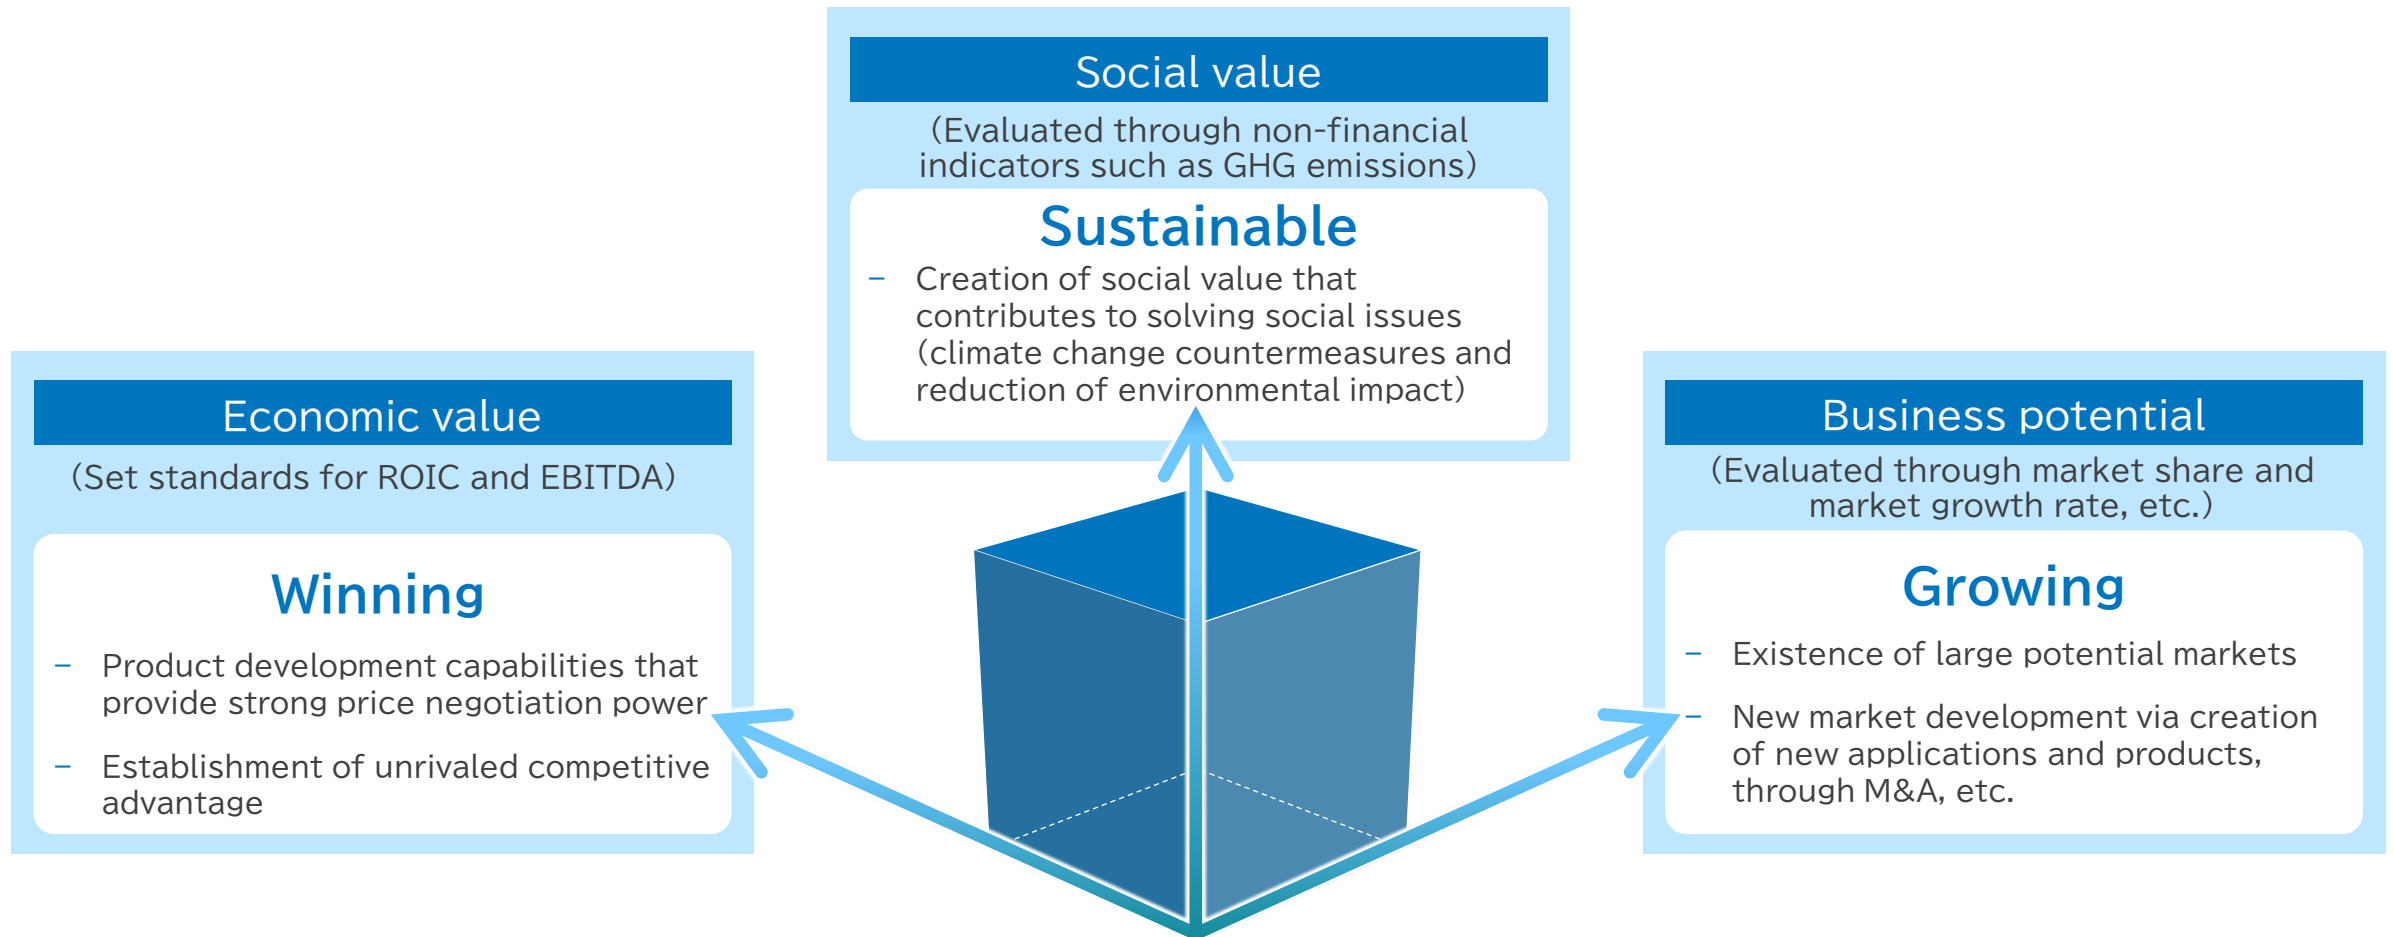 Social value
(Evaluated through non-financial
indicators such as GHG emissions)
Sustainable
– Creation of social value that
contributes to solving social issues
(climate change countermeasures and
reduction of environmental impact)
Economic value
(Set standards for ROIC and EBITDA)
Winning
– Product development capabilities that
provide strong price negotiation power
– Establishment of unrivaled competitive
advantage
Business potential
(Evaluated through market share and
market growth rate, etc.)
Growing
– Existence of large potential markets
– New market development via creation
of new applications and products,
through M&A, etc.